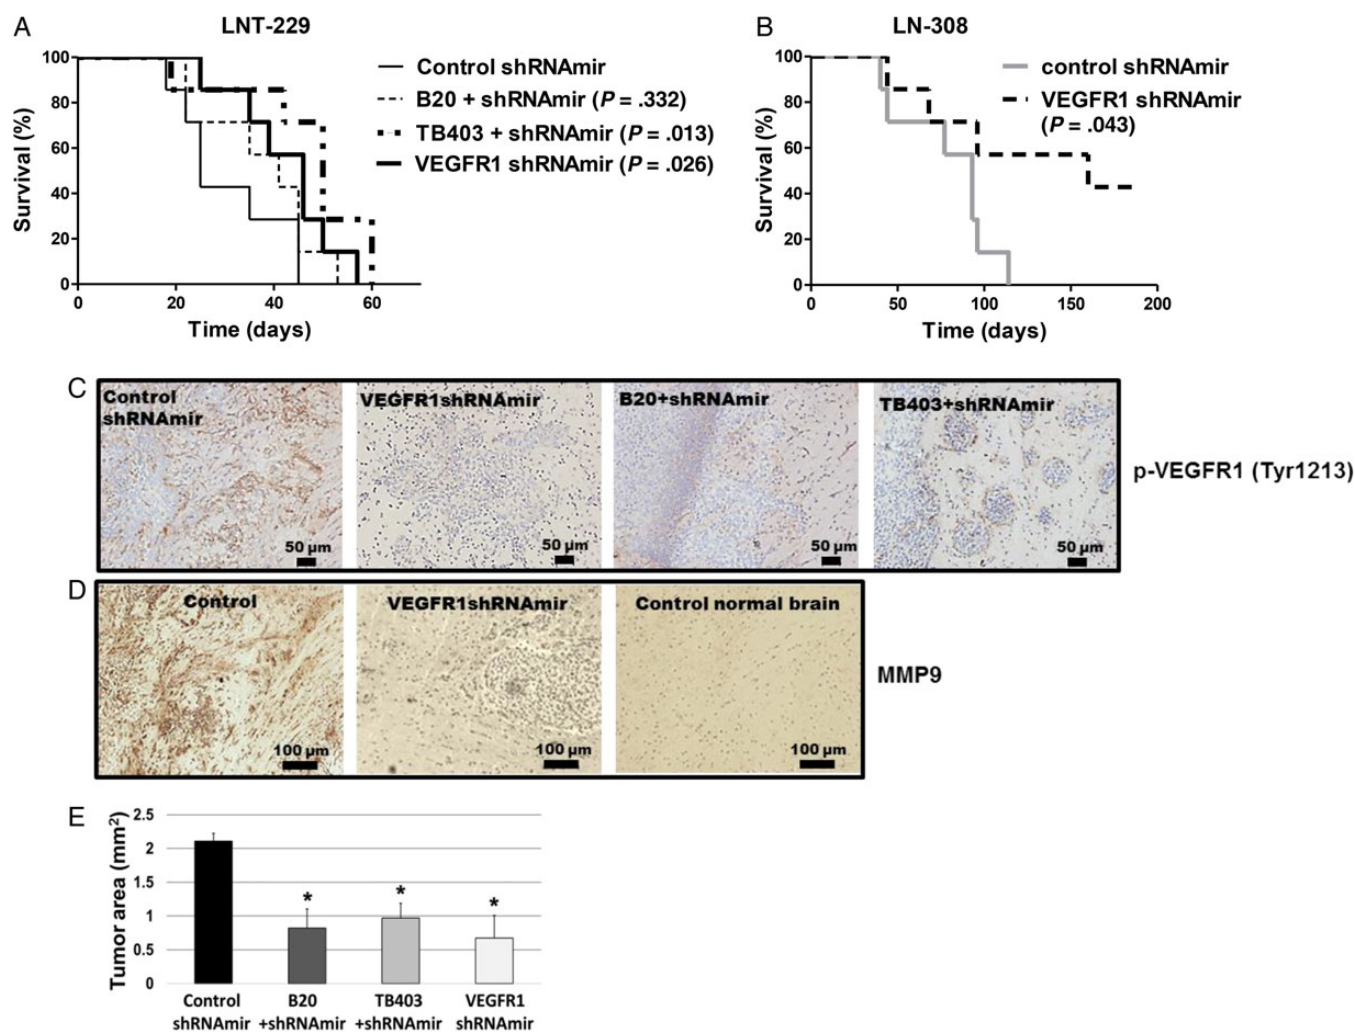 A
LNT-229
100
80
60
40
20
0
0 20 40 60
Survival (%)
Time (days)
Control shRNAmir
B20 + shRNAmir (P = .332)
TB403 + shRNAmir (P = .013)
VEGFR1 shRNAmir (P = .026)
B
LN-308
100
80
60
40
20
0
0 50 100 150 200
Survival (%)
Time (days)
control shRNAmir
VEGFR1 shRNAmir
(P = .043)
C
Control
shRNAmir
50 µm
VEGFR1shRNAmir
50 µm
B20+shRNAmir
50 µm
TB403+shRNAmir
50 µm
p-VEGFR1 (Tyr1213)
D
Control
100 µm
VEGFR1shRNAmir
100 µm
Control normal brain
100 µm
MMP9
E
Tumor area (mm²)
2.5
2
1.5
1
0.5
0
* * *
Control
shRNAmir
B20
+shRNAmir
TB403
+shRNAmir
VEGFR1
shRNAmir